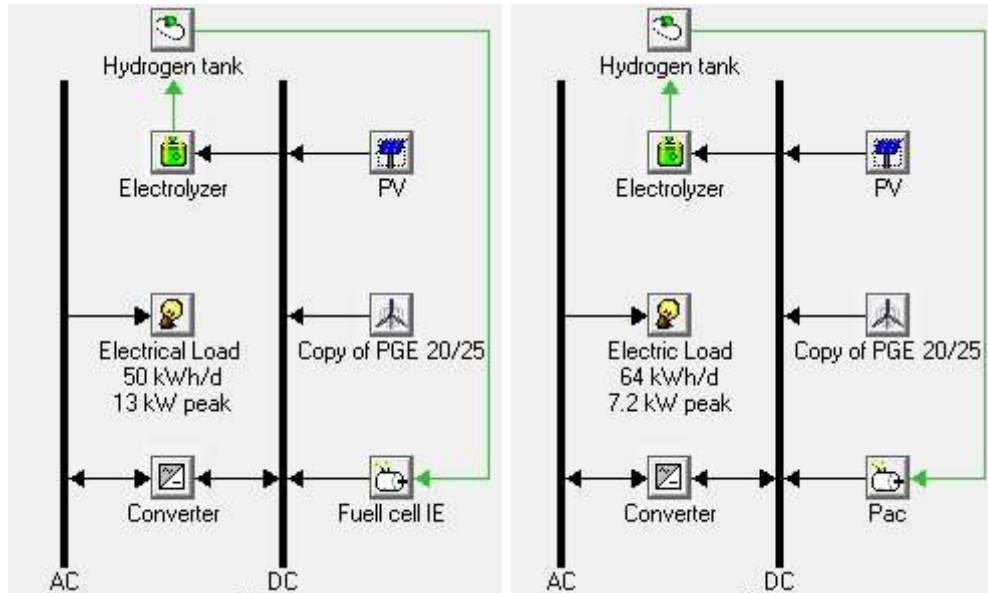 Hydrogen tank
Electrolyzer
PV
Electrical Load
50 kWh/d
13 kW peak
Copy of PGE 20/25
Converter
Fuell cell IE
AC
DC
Hydrogen tank
Electrolyzer
PV
Electric Load
64 kWh/d
7.2 kW peak
Copy of PGE 20/25
Converter
Pac
AC
DC